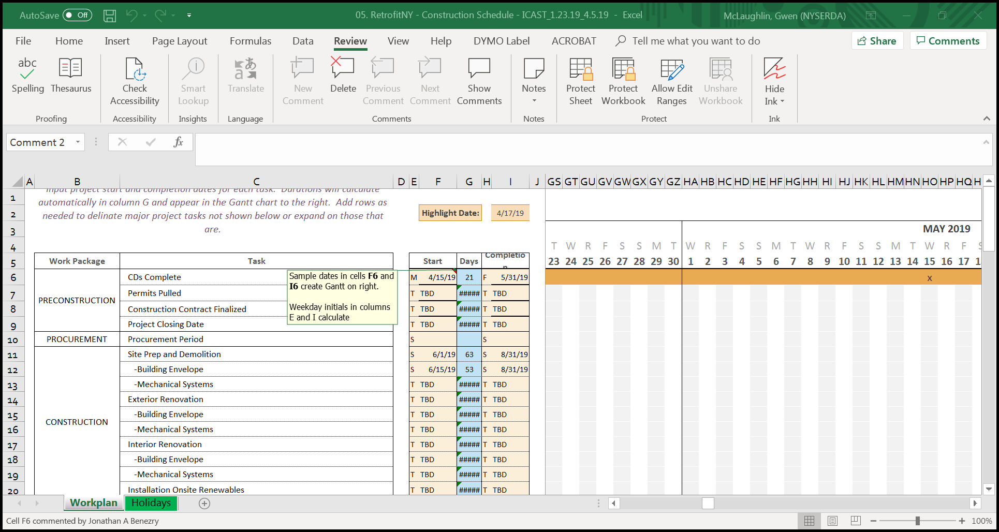 AutoSave Off 05. RetrofitNY - Construction Schedule - ICAST_1.23.19_4.5.19 - Excel McLaughlin, Gwen (NYSERDA)
File Home Insert Page Layout Formulas Data Review View Help DYMO Label ACROBAT Tell me what you want to do Share Comments
abc
Spelling Thesaurus Check Accessibility Smart Lookup Translate New Comment Delete Previous Comment Next Comment Show Comments Notes Protect Sheet Protect Workbook Allow Edit Ranges Unshare Workbook Hide Ink
Proofing Accessibility Insights Language Comments Notes Protect Ink
Comment 2 fx
A B C D E F G H I J GS GT GU GV GW GX GY GZ HA HB HC HD HE HF HG HH HI HJ HK HL HM HN HO HP HQ H
Input project start and completion dates for each task. Durations will calculate
1 automatically in column G and appear in the Gantt chart to the right. Add rows as
2 needed to delinate major project tasks not shown below or expand on those that Highlight Date: 4/17/19
3 are. MAY 2019
4 T W R F S S M T W R F S S M T W R F S S M T W R F S
5 Work Package Task Start Days Completion 23 24 25 26 27 28 29 30 1 2 3 4 5 6 7 8 9 10 11 12 13 14 15 16 17 1
6 CDs Complete M 4/15/19 21 F 5/31/19 x
7 Permits Pulled T TBD ##### T TBD
PRECONSTRUCTION
8 Construction Contract Finalized T TBD ##### T TBD
9 Project Closing Date T TBD ##### T TBD
Sample dates in cells F6 and
I6 create Gantt on right.
Weekday initials in columns
E and I calculate
10 PROCUREMENT Procurement Period S S
11 Site Prep and Demolition S 6/1/19 63 S 8/31/19
12 -Building Envelope S 6/15/19 53 S 8/31/19
13 -Mechanical Systems T TBD ##### T TBD
14 Exterior Renovation T TBD ##### T TBD
15 -Building Envelope T TBD ##### T TBD
CONSTRUCTION
16 -Mechanical Systems T TBD ##### T TBD
17 Interior Renovation T TBD ##### T TBD
18 -Building Envelope T TBD ##### T TBD
19 -Mechanical Systems T TBD ##### T TBD
20 Installation Onsite Renewables T TBD ##### T TBD
Workplan Holidays
Cell F6 commented by Jonathan A Benezry 100%